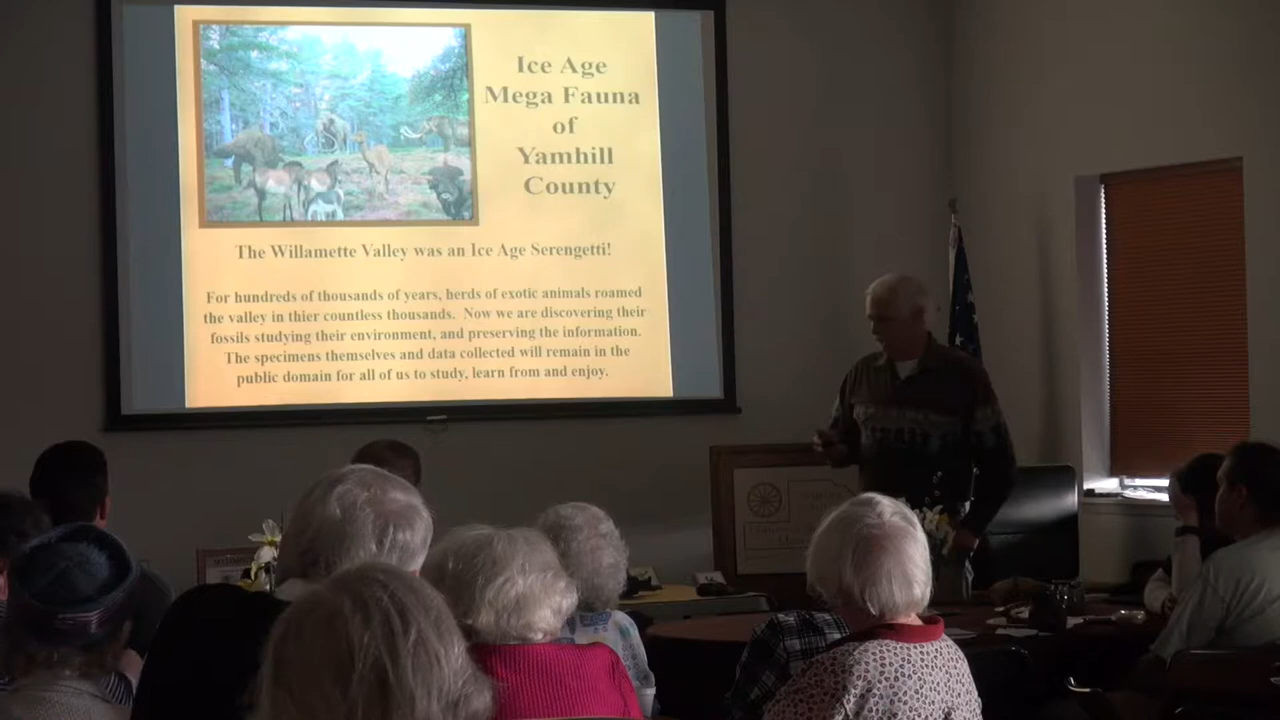 Ice Age
Mega Fauna
of
Yamhill
County
The Willamette Valley was an Ice Age Serengetti!
For hundreds of thousands of years, herds of exotic animals roamed
the valley in thier countless thousands. Now we are discovering their
fossils studying their environment, and preserving the information.
The specimens themselves and data collected will remain in the
public domain for all of us to study, learn from and enjoy.